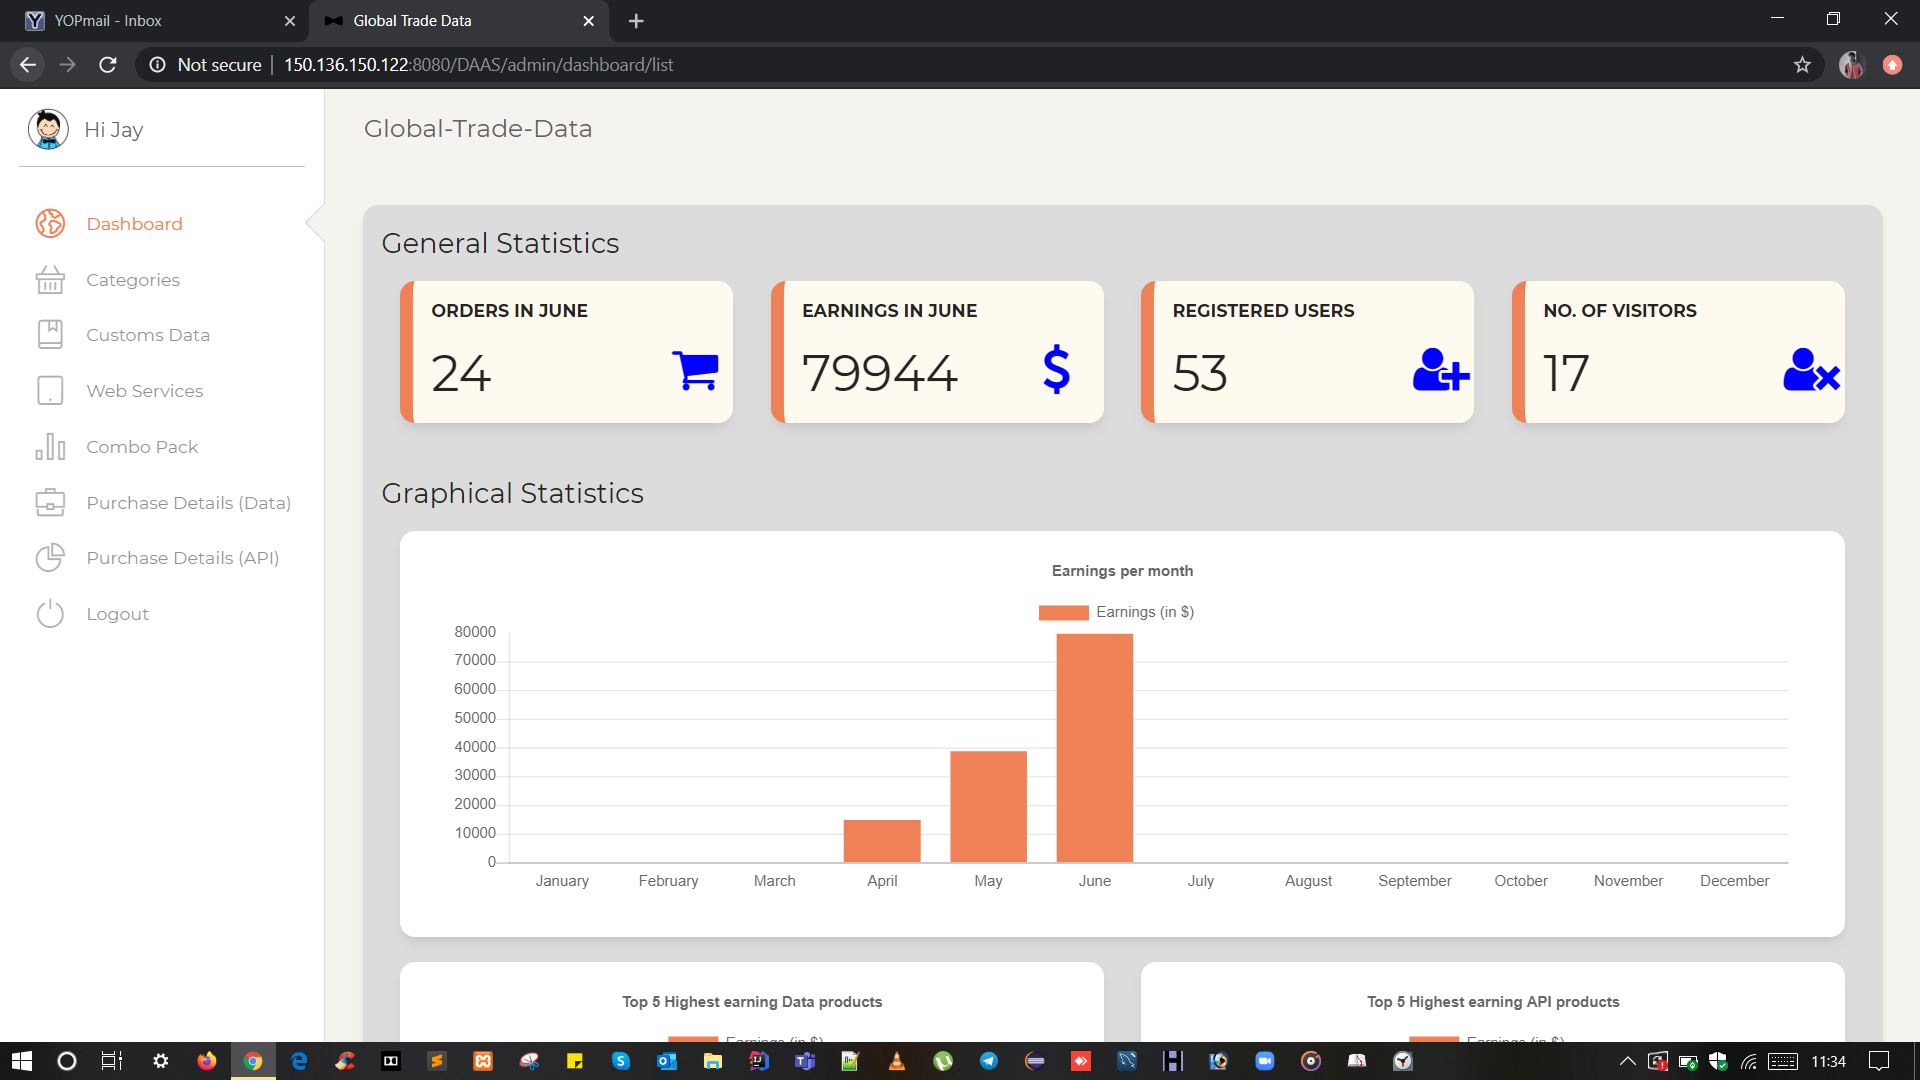 YOPmail - Inbox
Global Trade Data
Not secure | 150.136.150.122:8080/DAAS/admin/dashboard/list
Hi Jay
Global-Trade-Data
Dashboard
Categories
Customs Data
Web Services
Combo Pack
Purchase Details (Data)
Purchase Details (API)
Logout
General Statistics
ORDERS IN JUNE
24
EARNINGS IN JUNE
79944
REGISTERED USERS
53
NO. OF VISITORS
17
Graphical Statistics
Earnings per month
Earnings (in $)
80000
70000
60000
50000
40000
30000
20000
10000
0
January February March April May June July August September October November December
Top 5 Highest earning Data products
Earnings (in $)
Top 5 Highest earning API products
Earnings (in $)
11:34